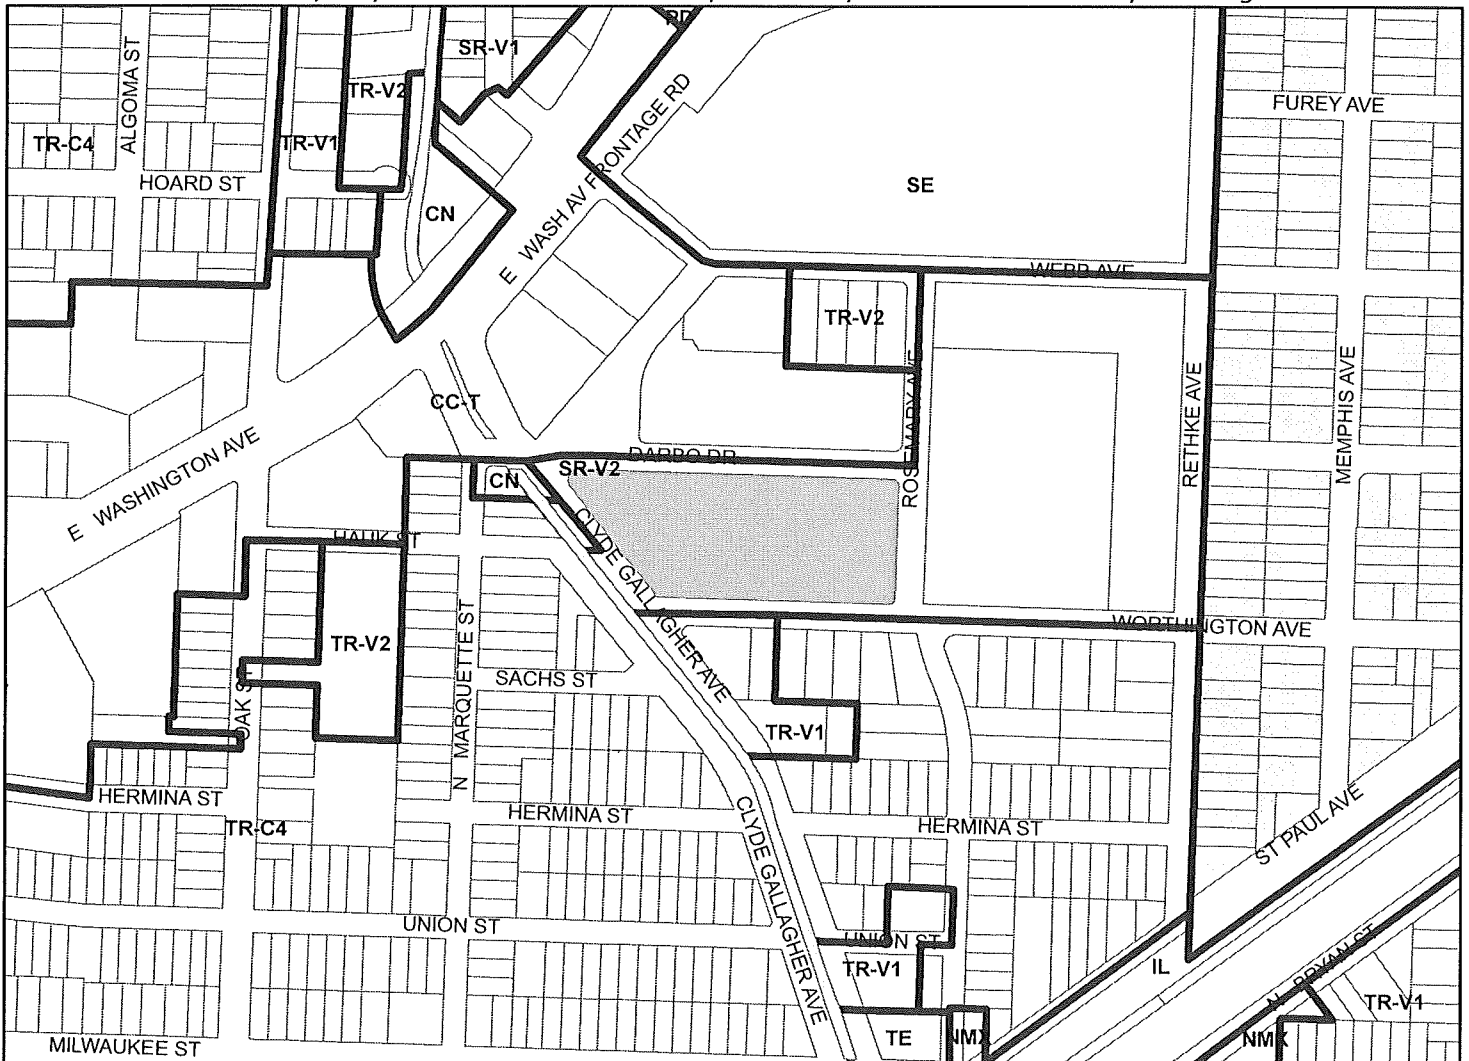 RD
SR-V1
ALGOMA ST
TR-V2
FUREY AVE
TR-C4
TR-V1
E WASH AV FRONTAGE RD
HOARD ST
SE
CN
WEBB AVE
TR-V2
CC-T
ROSEMARY AVE
RETHKE AVE
MEMPHIS AVE
E WASHINGTON AVE
DARBO DR
SR-V2
CN
HAUK ST
CLYDE GALLAGHER AVE
WORTHINGTON AVE
TR-V2
N MARQUETTE ST
SACHS ST
OAK ST
TR-V1
HERMINA ST
HERMINA ST
HERMINA ST
TR-C4
CLYDE GALLAGHER AVE
ST PAUL AVE
UNION ST
UNION ST
TR-V1
IL
N BRYAN ST
TR-V1
TE
NMX
NMX
MILWAUKEE ST